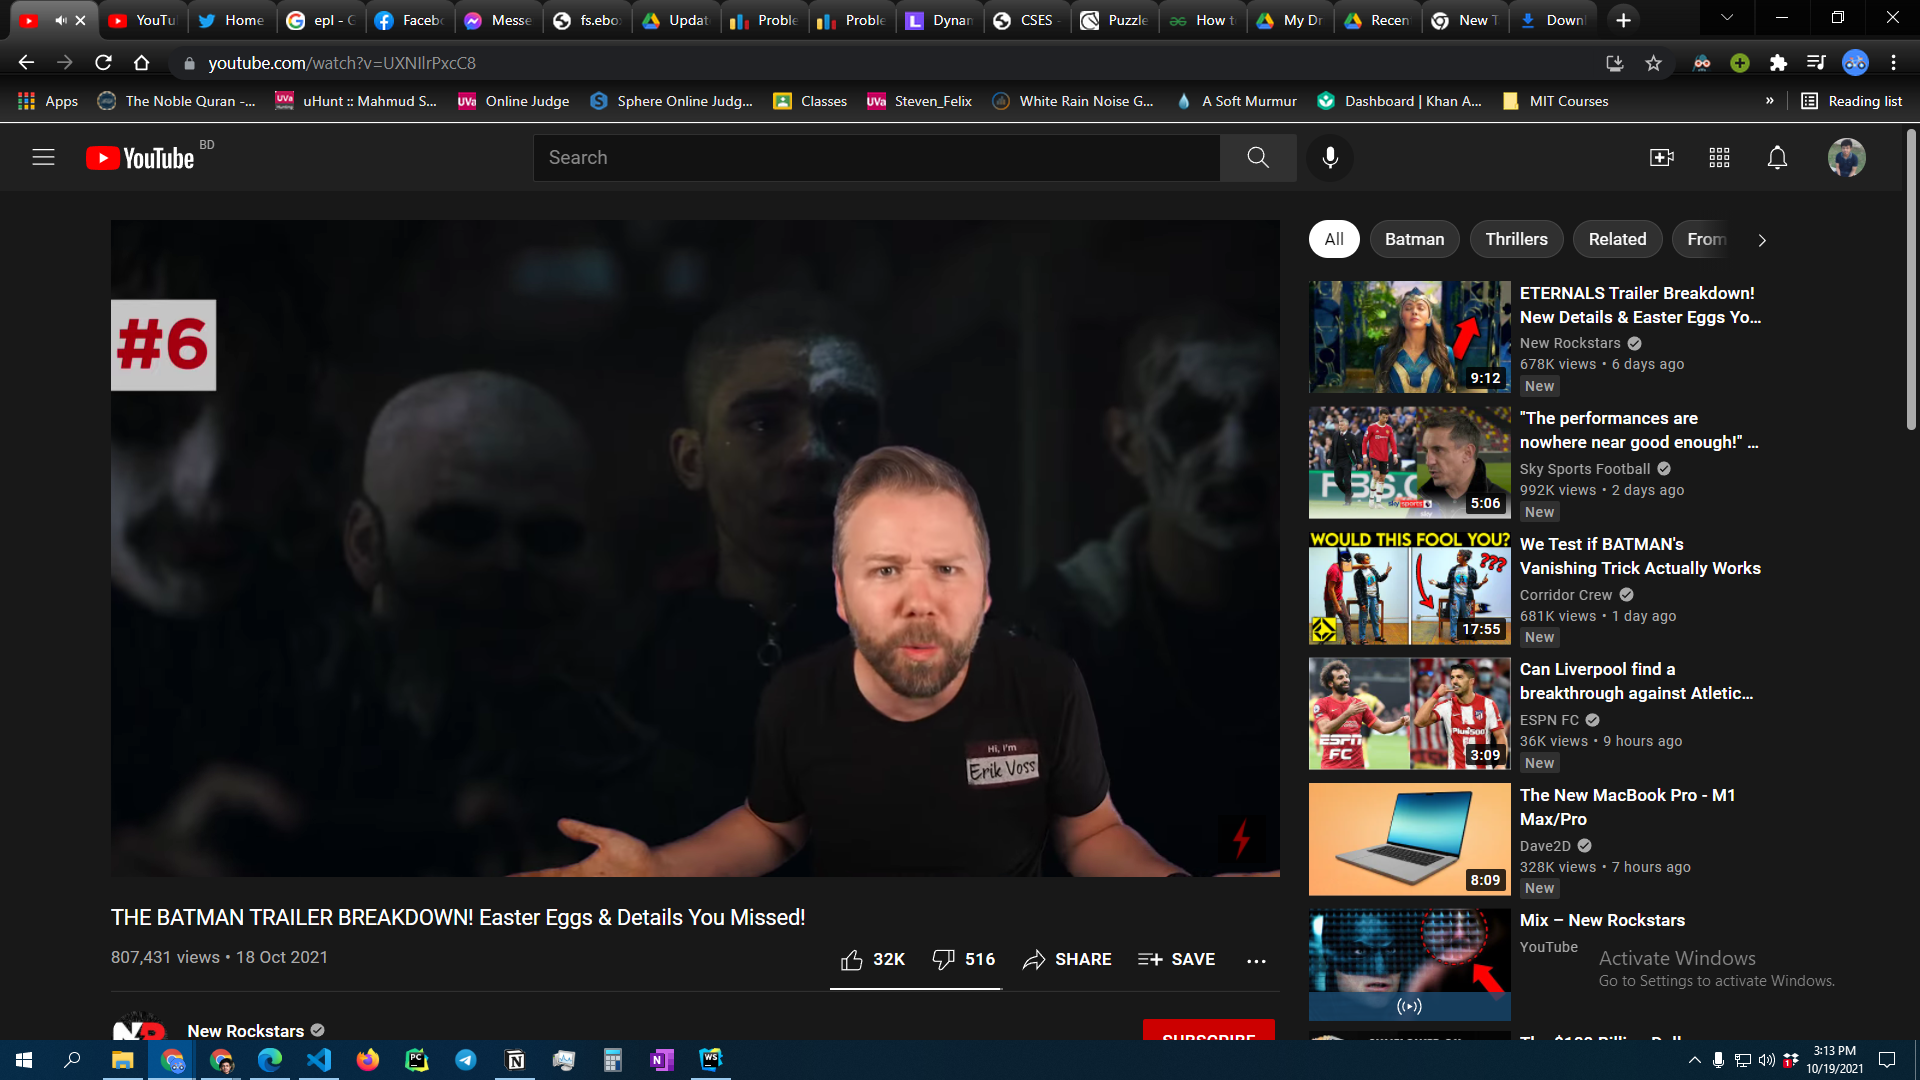 YouTu
Home
epl - G
Faceb
Messe
fs.ebo
Updat
Proble
Proble
Dynan
CSES -
Puzzle
How t
My Dr
Recen
New T
Downl
youtube.com/watch?v=UXNIlrPxcC8
Apps
The Noble Quran -...
uHunt :: Mahmud S...
Online Judge
Sphere Online Judg...
Classes
Steven_Felix
White Rain Noise G...
A Soft Murmur
Dashboard | Khan A...
MIT Courses
»
Reading list
YouTube BD
Search
#6
Hi, I'm
Erik Voss
All
Batman
Thrillers
Related
From
THE BATMAN TRAILER BREAKDOWN! Easter Eggs & Details You Missed!
807,431 views • 18 Oct 2021
32K
516
SHARE
SAVE
New Rockstars
SUBSCRIBE
9:12
ETERNALS Trailer Breakdown!
New Details & Easter Eggs Yo...
New Rockstars
678K views • 6 days ago
New
sky sports
5:06
"The performances are
nowhere near good enough!" ...
Sky Sports Football
992K views • 2 days ago
New
WOULD THIS FOOL YOU?
???
17:55
We Test if BATMAN's
Vanishing Trick Actually Works
Corridor Crew
681K views • 1 day ago
New
ESPN
FC
Plus500
3:09
Can Liverpool find a
breakthrough against Atletic...
ESPN FC
36K views • 9 hours ago
New
8:09
The New MacBook Pro - M1
Max/Pro
Dave2D
328K views • 7 hours ago
New
Mix – New Rockstars
YouTube
Activate Windows
Go to Settings to activate Windows.
3:13 PM
10/19/2021